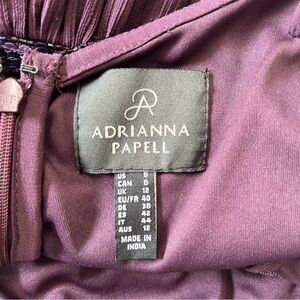 ADRIANNA
PAPELL
US 8
CAN 8
UK 12
EU/FR 40
DE 38
ES 42
IT 44
AUS 12
MADE IN
INDIA